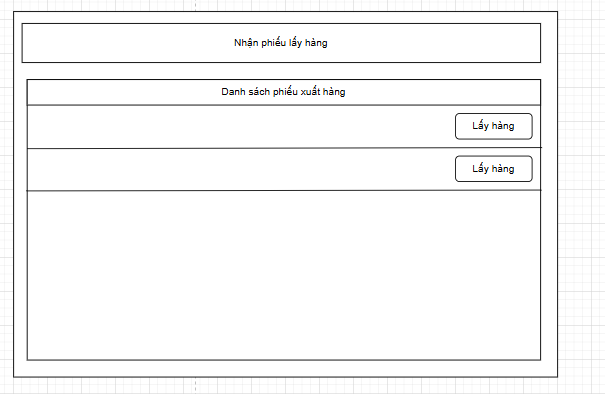 Nhận phiếu lấy hàng
Danh sách phiếu xuất hàng
Lấy hàng
Lấy hàng